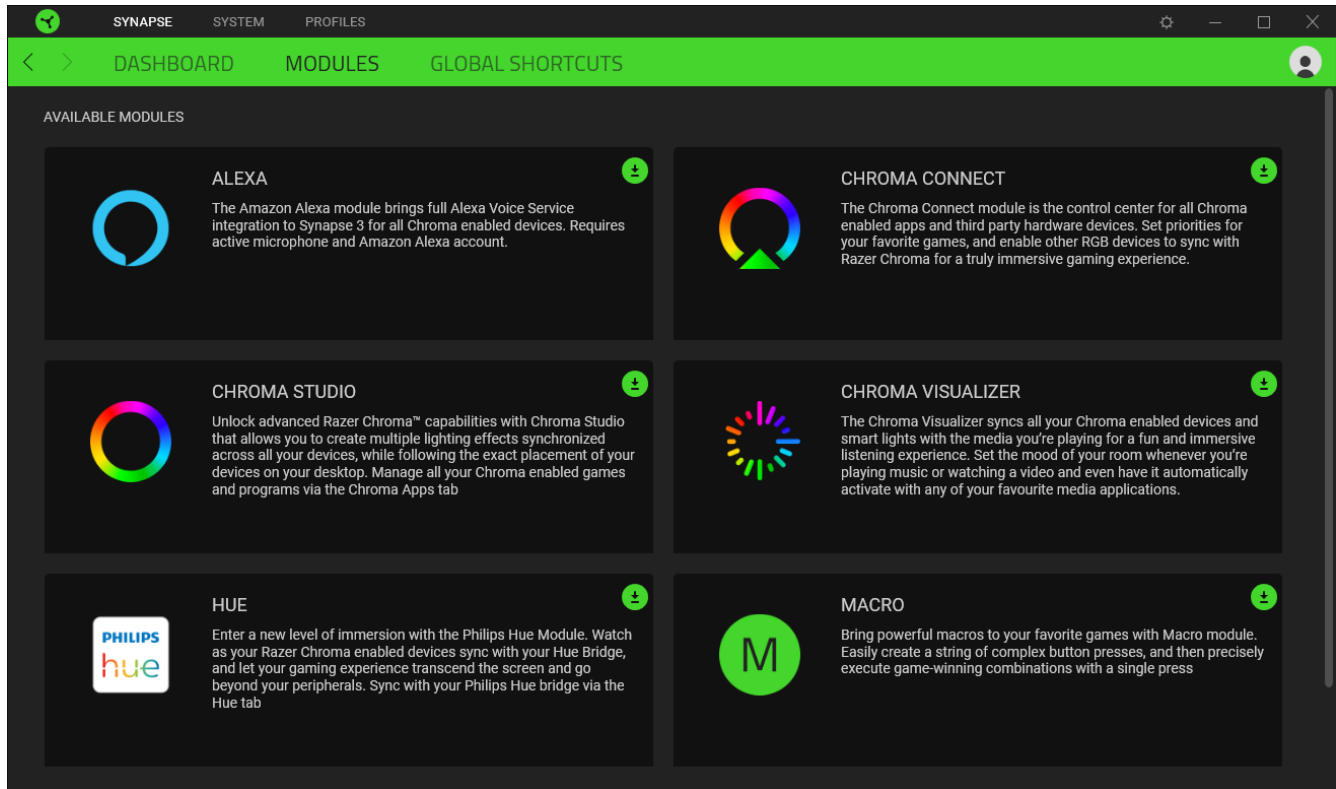 SYNAPSE SYSTEM PROFILES
DASHBOARD MODULES GLOBAL SHORTCUTS
AVAILABLE MODULES
ALEXA
The Amazon Alexa module brings full Alexa Voice Service
integration to Synapse 3 for all Chroma enabled devices. Requires
active microphone and Amazon Alexa account.
CHROMA CONNECT
The Chroma Connect module is the control center for all Chroma
enabled apps and third party hardware devices. Set priorities for
your favorite games, and enable other RGB devices to sync with
Razer Chroma for a truly immersive gaming experience.
CHROMA STUDIO
Unlock advanced Razer Chroma™ capabilities with Chroma Studio
that allows you to create multiple lighting effects synchronized
across all your devices, while following the exact placement of your
devices on your desktop. Manage all your Chroma enabled games
and programs via the Chroma Apps tab
CHROMA VISUALIZER
The Chroma Visualizer syncs all your Chroma enabled devices and
smart lights with the media you’re playing for a fun and immersive
listening experience. Set the mood of your room whenever you’re
playing music or watching a video and even have it automatically
activate with any of your favourite media applications.
PHILIPS
hue
HUE
Enter a new level of immersion with the Philips Hue Module. Watch
as your Razer Chroma enabled devices sync with your Hue Bridge,
and let your gaming experience transcend the screen and go
beyond your peripherals. Sync with your Philips Hue bridge via the
Hue tab
M
MACRO
Bring powerful macros to your favorite games with Macro module.
Easily create a string of complex button presses, and then precisely
execute game-winning combinations with a single press